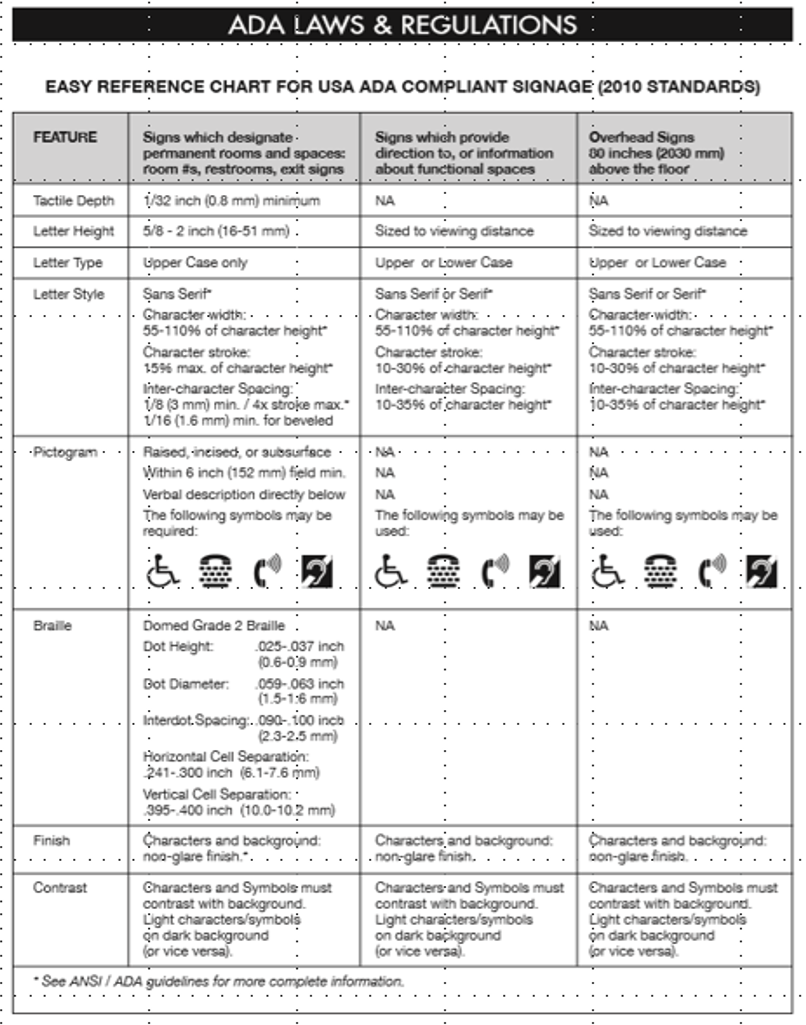 ADA LAWS & REGULATIONS
EASY REFERENCE CHART FOR USA ADA COMPLIANT SIGNAGE (2010 STANDARDS)
FEATURE
Signs which designate
permanent rooms and spaces:
room #s, restrooms, exit signs
Signs which provide
direction to, or information
about functional spaces
Overhead Signs
80 inches (2030 mm)
above the floor
Tactile Depth
1/32 inch (0.8 mm) minimum
NA
NA
Letter Height
5/8 - 2 inch (16-51 mm)
Sized to viewing distance
Sized to viewing distance
Letter Type
Upper Case only
Upper or Lower Case
Upper or Lower Case
Letter Style
Sans Serif*
Character width:
55-110% of character height*
Character stroke:
15% max. of character height*
Inter-character Spacing:
1/8 (3 mm) min. / 4x stroke max.*
1/16 (1.6 mm) min. for beveled
Sans Serif or Serif*
Character width:
55-110% of character height*
Character stroke:
10-30% of character height*
Inter-character Spacing:
10-35% of character height*
Sans Serif or Serif*
Character width:
55-110% of character height*
Character stroke:
10-30% of character height*
Inter-character Spacing:
10-35% of character height*
Pictogram
Raised, incised, or subsurface
Within 6 inch (152 mm) field min.
Verbal description directly below
The following symbols may be
required:
NA
NA
NA
The following symbols may be
used:
NA
NA
NA
The following symbols may be
used:
Braille
Domed Grade 2 Braille
Dot Height: .025-.037 inch
(0.6-0.9 mm)
Dot Diameter: .059-.063 inch
(1.5-1.6 mm)
Interdot Spacing: .090-.100 inch
(2.3-2.5 mm)
Horizontal Cell Separation:
.241-.300 inch (6.1-7.6 mm)
Vertical Cell Separation:
.395-.400 inch (10.0-10.2 mm)
NA
NA
Finish
Characters and background:
non-glare finish.*
Characters and background:
non-glare finish.
Characters and background:
non-glare finish.
Contrast
Characters and Symbols must
contrast with background.
Light characters/symbols
on dark background
(or vice versa).
Characters and Symbols must
contrast with background.
Light characters/symbols
on dark background
(or vice versa).
Characters and Symbols must
contrast with background.
Light characters/symbols
on dark background
(or vice versa).
* See ANSI / ADA guidelines for more complete information.